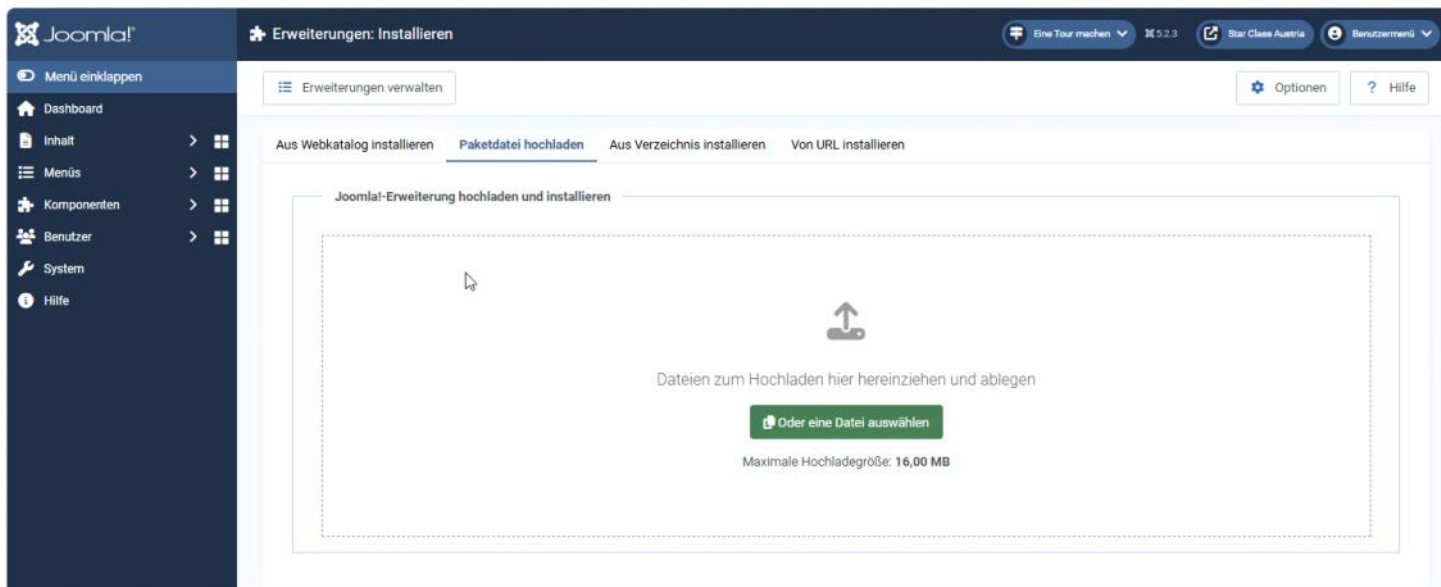 Joomla!
Erweiterungen: Installieren
Eine Tour machen
5.2.3
Star Class Austria
Benutzermenü
Menü einklappen
Dashboard
Inhalt
Menüs
Komponenten
Benutzer
System
Hilfe
Erweiterungen verwalten
Optionen
? Hilfe
Aus Webkatalog installieren
Paketdatei hochladen
Aus Verzeichnis installieren
Von URL installieren
Joomla!-Erweiterung hochladen und installieren
Dateien zum Hochladen hier hereinziehen und ablegen
Oder eine Datei auswählen
Maximale Hochladegröße: 16,00 MB